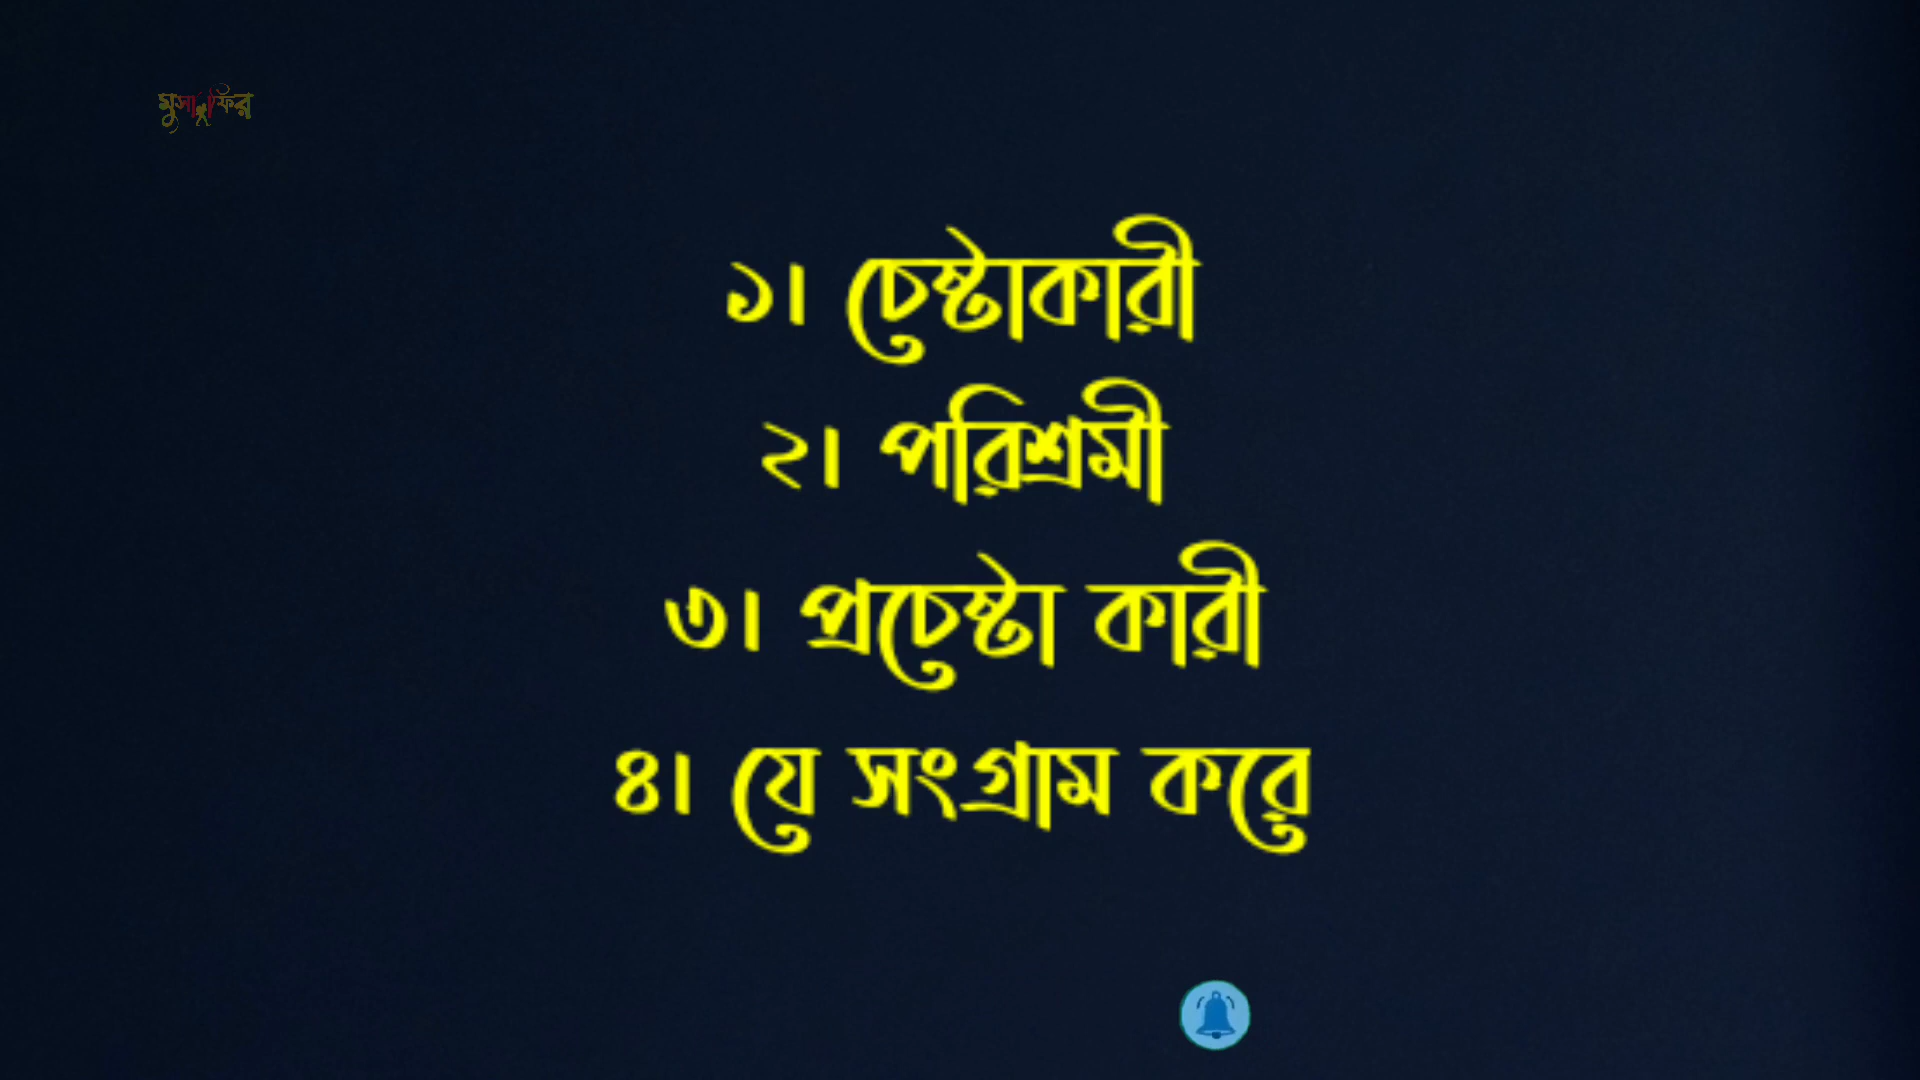 মুসাফির
১। চেষ্টাকারী
২। পরিশ্রমী
৩। প্রচেষ্টা কারী
৪। যে সংগ্রাম করে